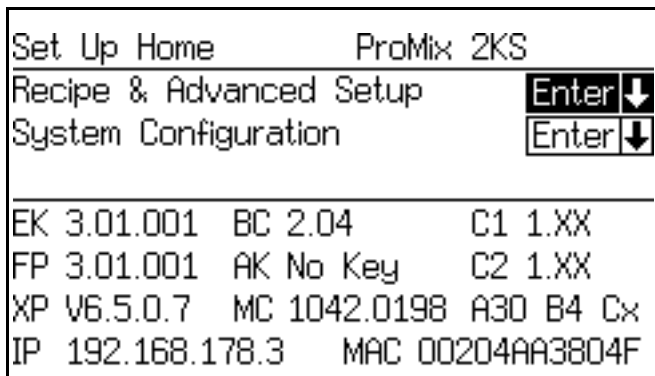 Set Up Home ProMix 2KS
Recipe & Advanced Setup Enter
System Configuration Enter
EK 3.01.001 BC 2.04 C1 1.XX
FP 3.01.001 AK No Key C2 1.XX
XP V6.5.0.7 MC 1042.0198 A30 B4 Cx
IP 192.168.178.3 MAC 00204AA3804F